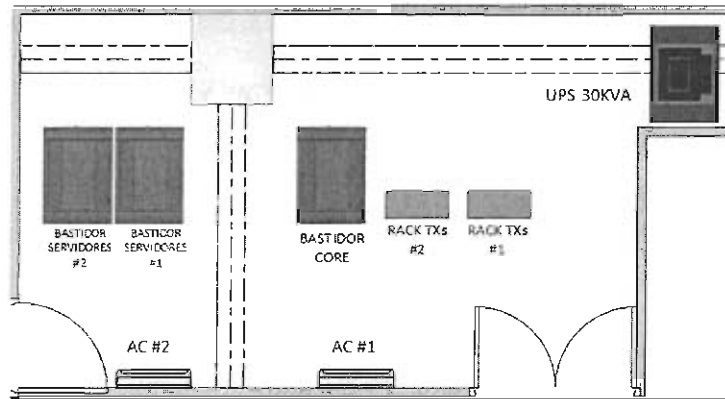 UPS 30KVA
BASTIDOR
SERVIDORES
#2
BASTIDOR
SERVIDORES
#1
BASTIDOR
CORE
RACK TXs
#2
RACK TXs
#1
AC #2
AC #1